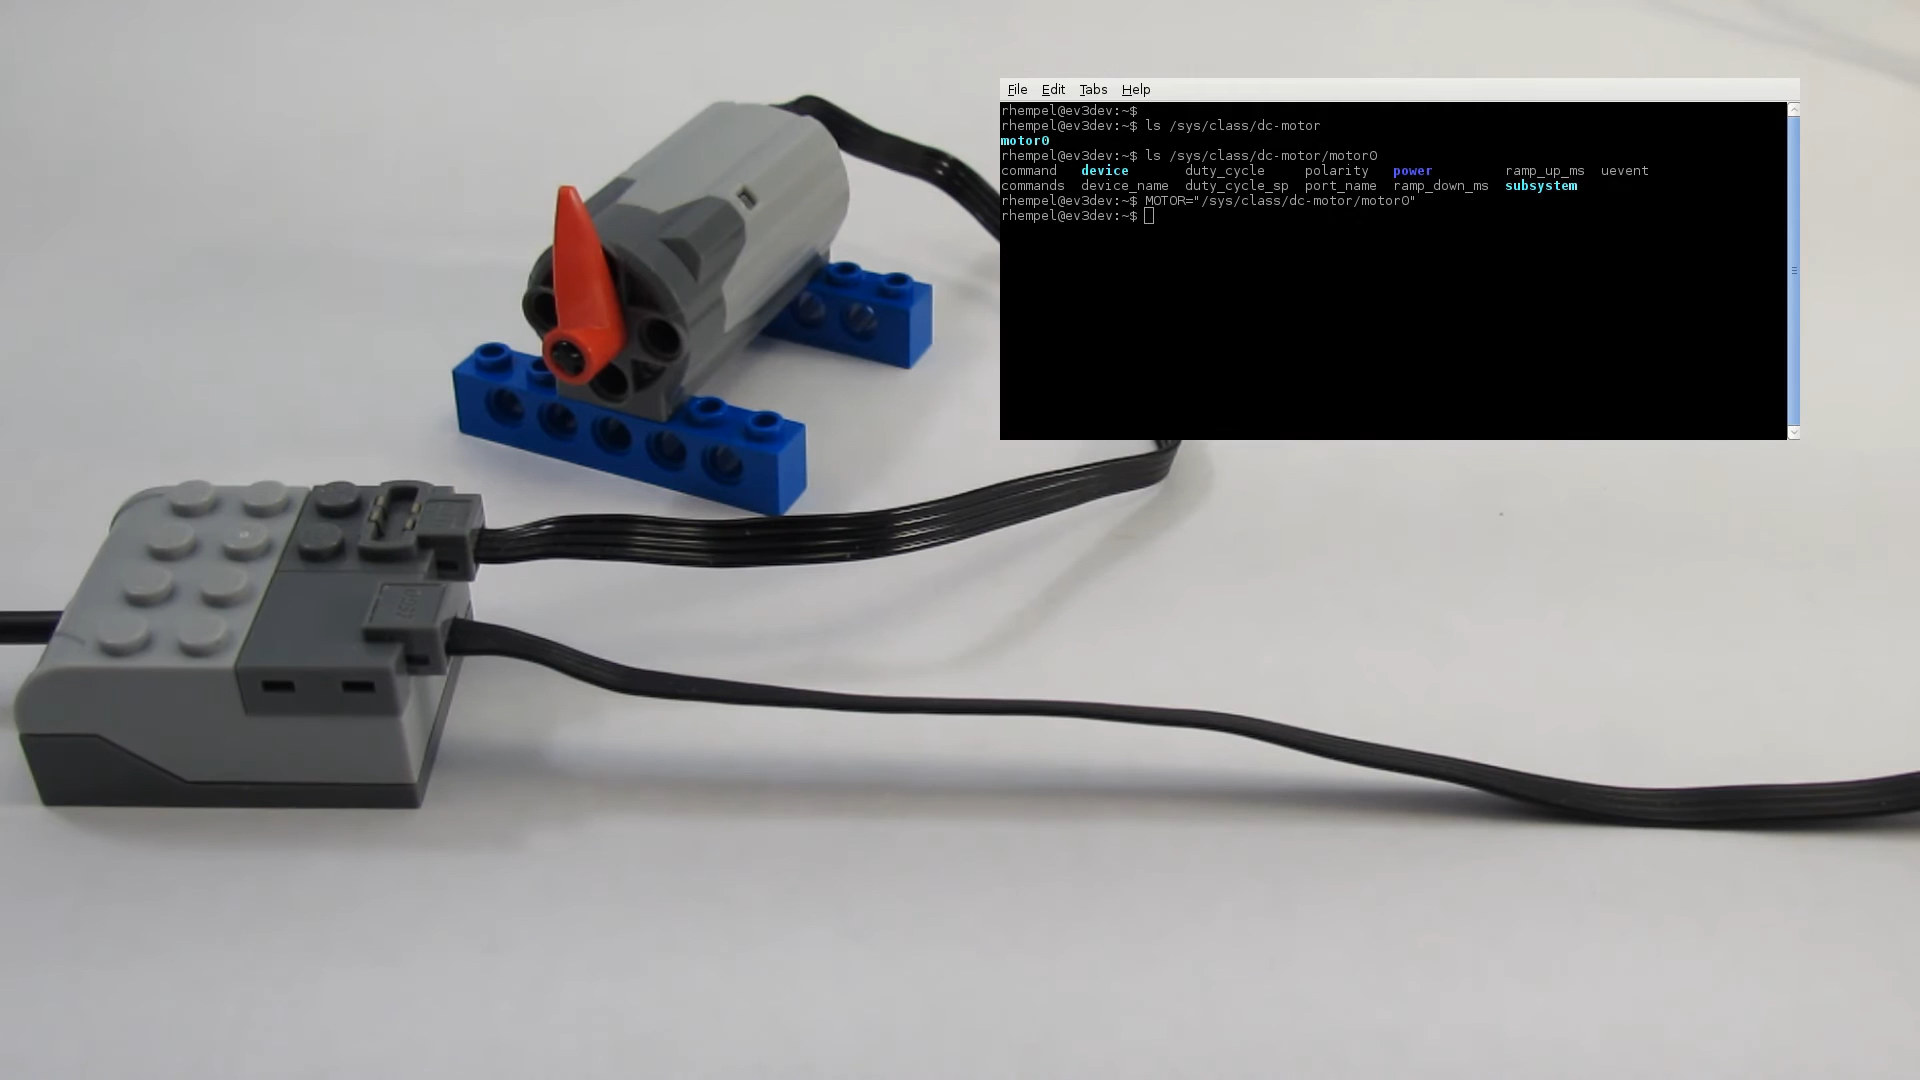 File Edit Tabs Help
rhempel@ev3dev:~$
rhempel@ev3dev:~$ ls /sys/class/dc-motor
motor0
rhempel@ev3dev:~$ ls /sys/class/dc-motor/motor0
command device duty_cycle polarity power ramp_up_ms uevent
commands device_name duty_cycle_sp port_name ramp_down_ms subsystem
rhempel@ev3dev:~$ MOTOR="/sys/class/dc-motor/motor0"
rhempel@ev3dev:~$
LEGO